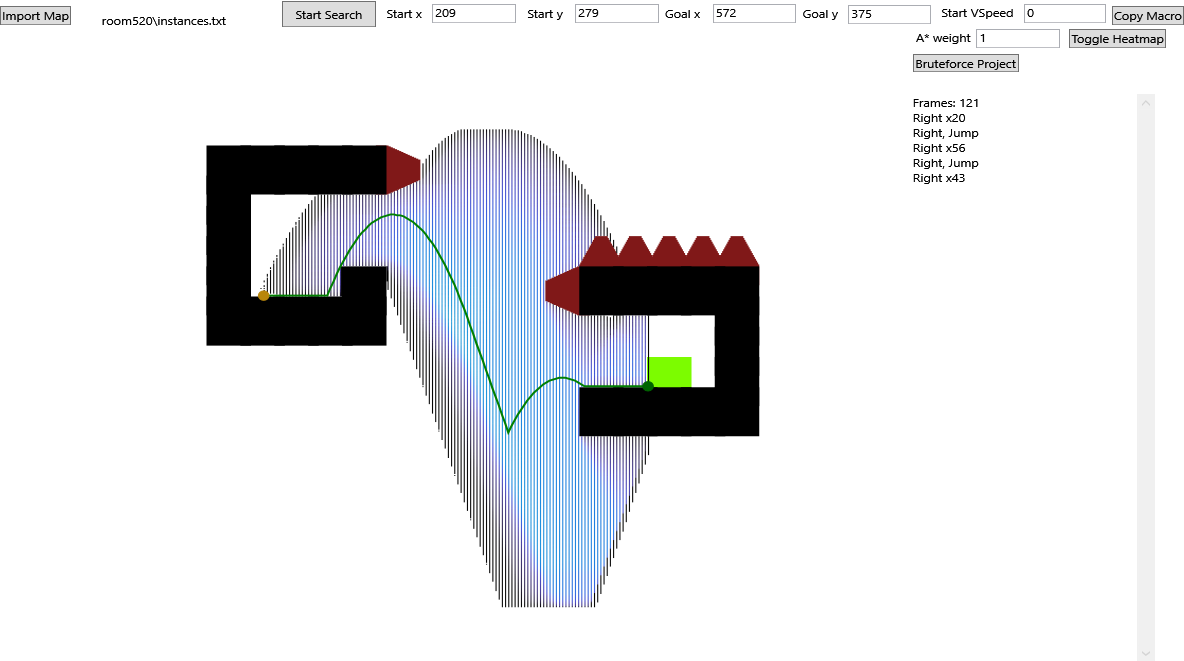 Import Map
room520\instances.txt
Start Search
Start x 209
Start y 279
Goal x 572
Goal y 375
Start VSpeed 0
Copy Macro
A* weight 1
Toggle Heatmap
Bruteforce Project
Frames: 121
Right x20
Right, Jump
Right x56
Right, Jump
Right x43